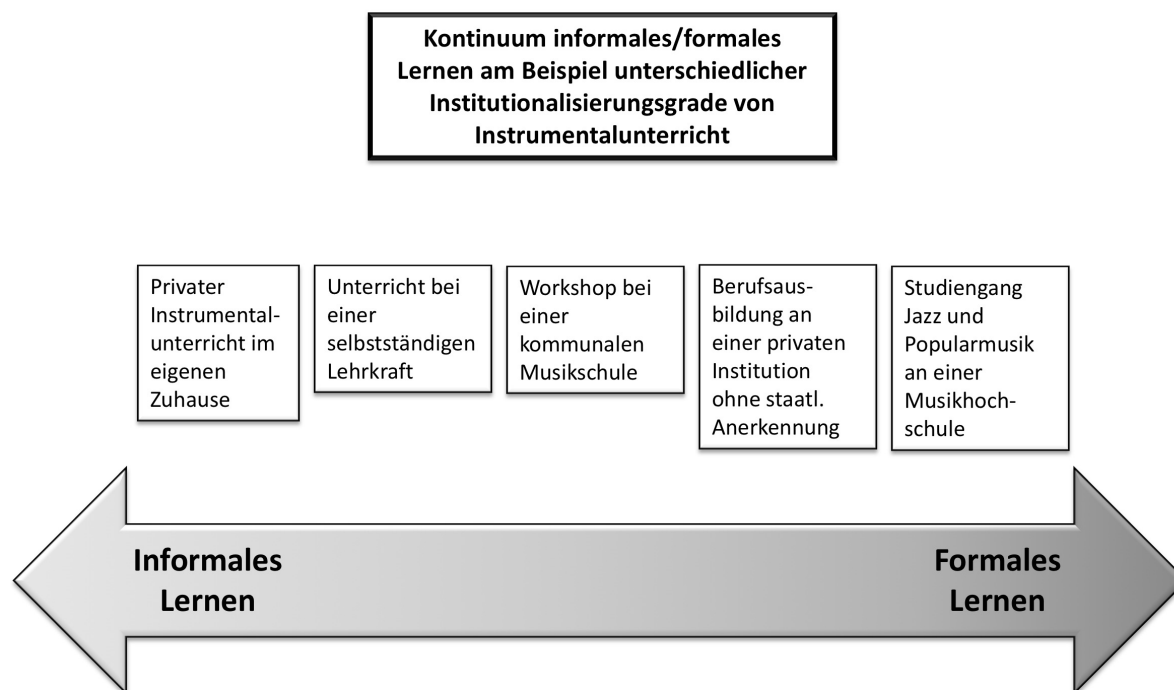 Kontinuum informales/formales
Lernen am Beispiel unterschiedlicher
Institutionalisierungsgrade von
Instrumentalunterricht
Privater
Instrumental-
unterricht im
eigenen
Zuhause
Unterricht bei
einer
selbstständigen
Lehrkraft
Workshop bei
einer
kommunalen
Musikschule
Berufsaus-
bildung an
einer privaten
Institution
ohne staatl.
Anerkennung
Studiengang
Jazz und
Popularmusik
an einer
Musikhoch-
schule
Informales
Lernen
Formales
Lernen